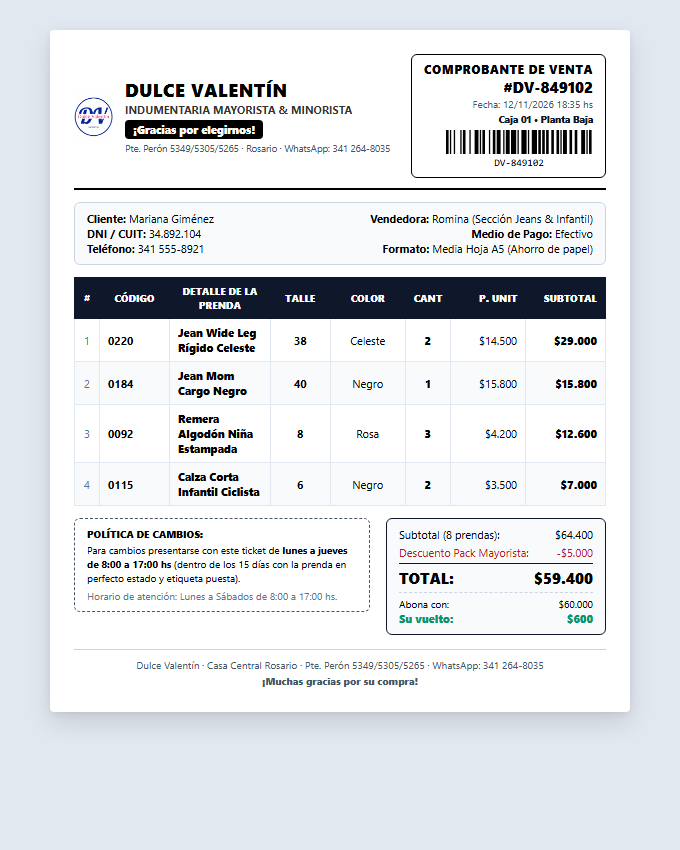 DV
Dulce Valentín
DULCE VALENTÍN
INDUMENTARIA MAYORISTA & MINORISTA
¡Gracias por elegirnos!
Pte. Perón 5349/5305/5265 · Rosario · WhatsApp: 341 264-8035
COMPROBANTE DE VENTA
#DV-849102
Fecha: 12/11/2026 18:35 hs
Caja 01 • Planta Baja
DV-849102
Cliente: Mariana Giménez
DNI / CUIT: 34.892.104
Teléfono: 341 555-8921
Vendedora: Romina (Sección Jeans & Infantil)
Medio de Pago: Efectivo
Formato: Media Hoja A5 (Ahorro de papel)
# CÓDIGO DETALLE DE LA PRENDA TALLE COLOR CANT P. UNIT SUBTOTAL
1 0220 Jean Wide Leg Rígido Celeste 38 Celeste 2 $14.500 $29.000
2 0184 Jean Mom Cargo Negro 40 Negro 1 $15.800 $15.800
3 0092 Remera Algodón Niña Estampada 8 Rosa 3 $4.200 $12.600
4 0115 Calza Corta Infantil Ciclista 6 Negro 2 $3.500 $7.000
POLÍTICA DE CAMBIOS:
Para cambios presentarse con este ticket de lunes a jueves
de 8:00 a 17:00 hs (dentro de los 15 días con la prenda en
perfecto estado y etiqueta puesta).
Horario de atención: Lunes a Sábados de 8:00 a 17:00 hs.
Subtotal (8 prendas): $64.400
Descuento Pack Mayorista: -$5.000
TOTAL: $59.400
Abona con: $60.000
Su vuelto: $600
Dulce Valentín · Casa Central Rosario · Pte. Perón 5349/5305/5265 · WhatsApp: 341 264-8035
¡Muchas gracias por su compra!